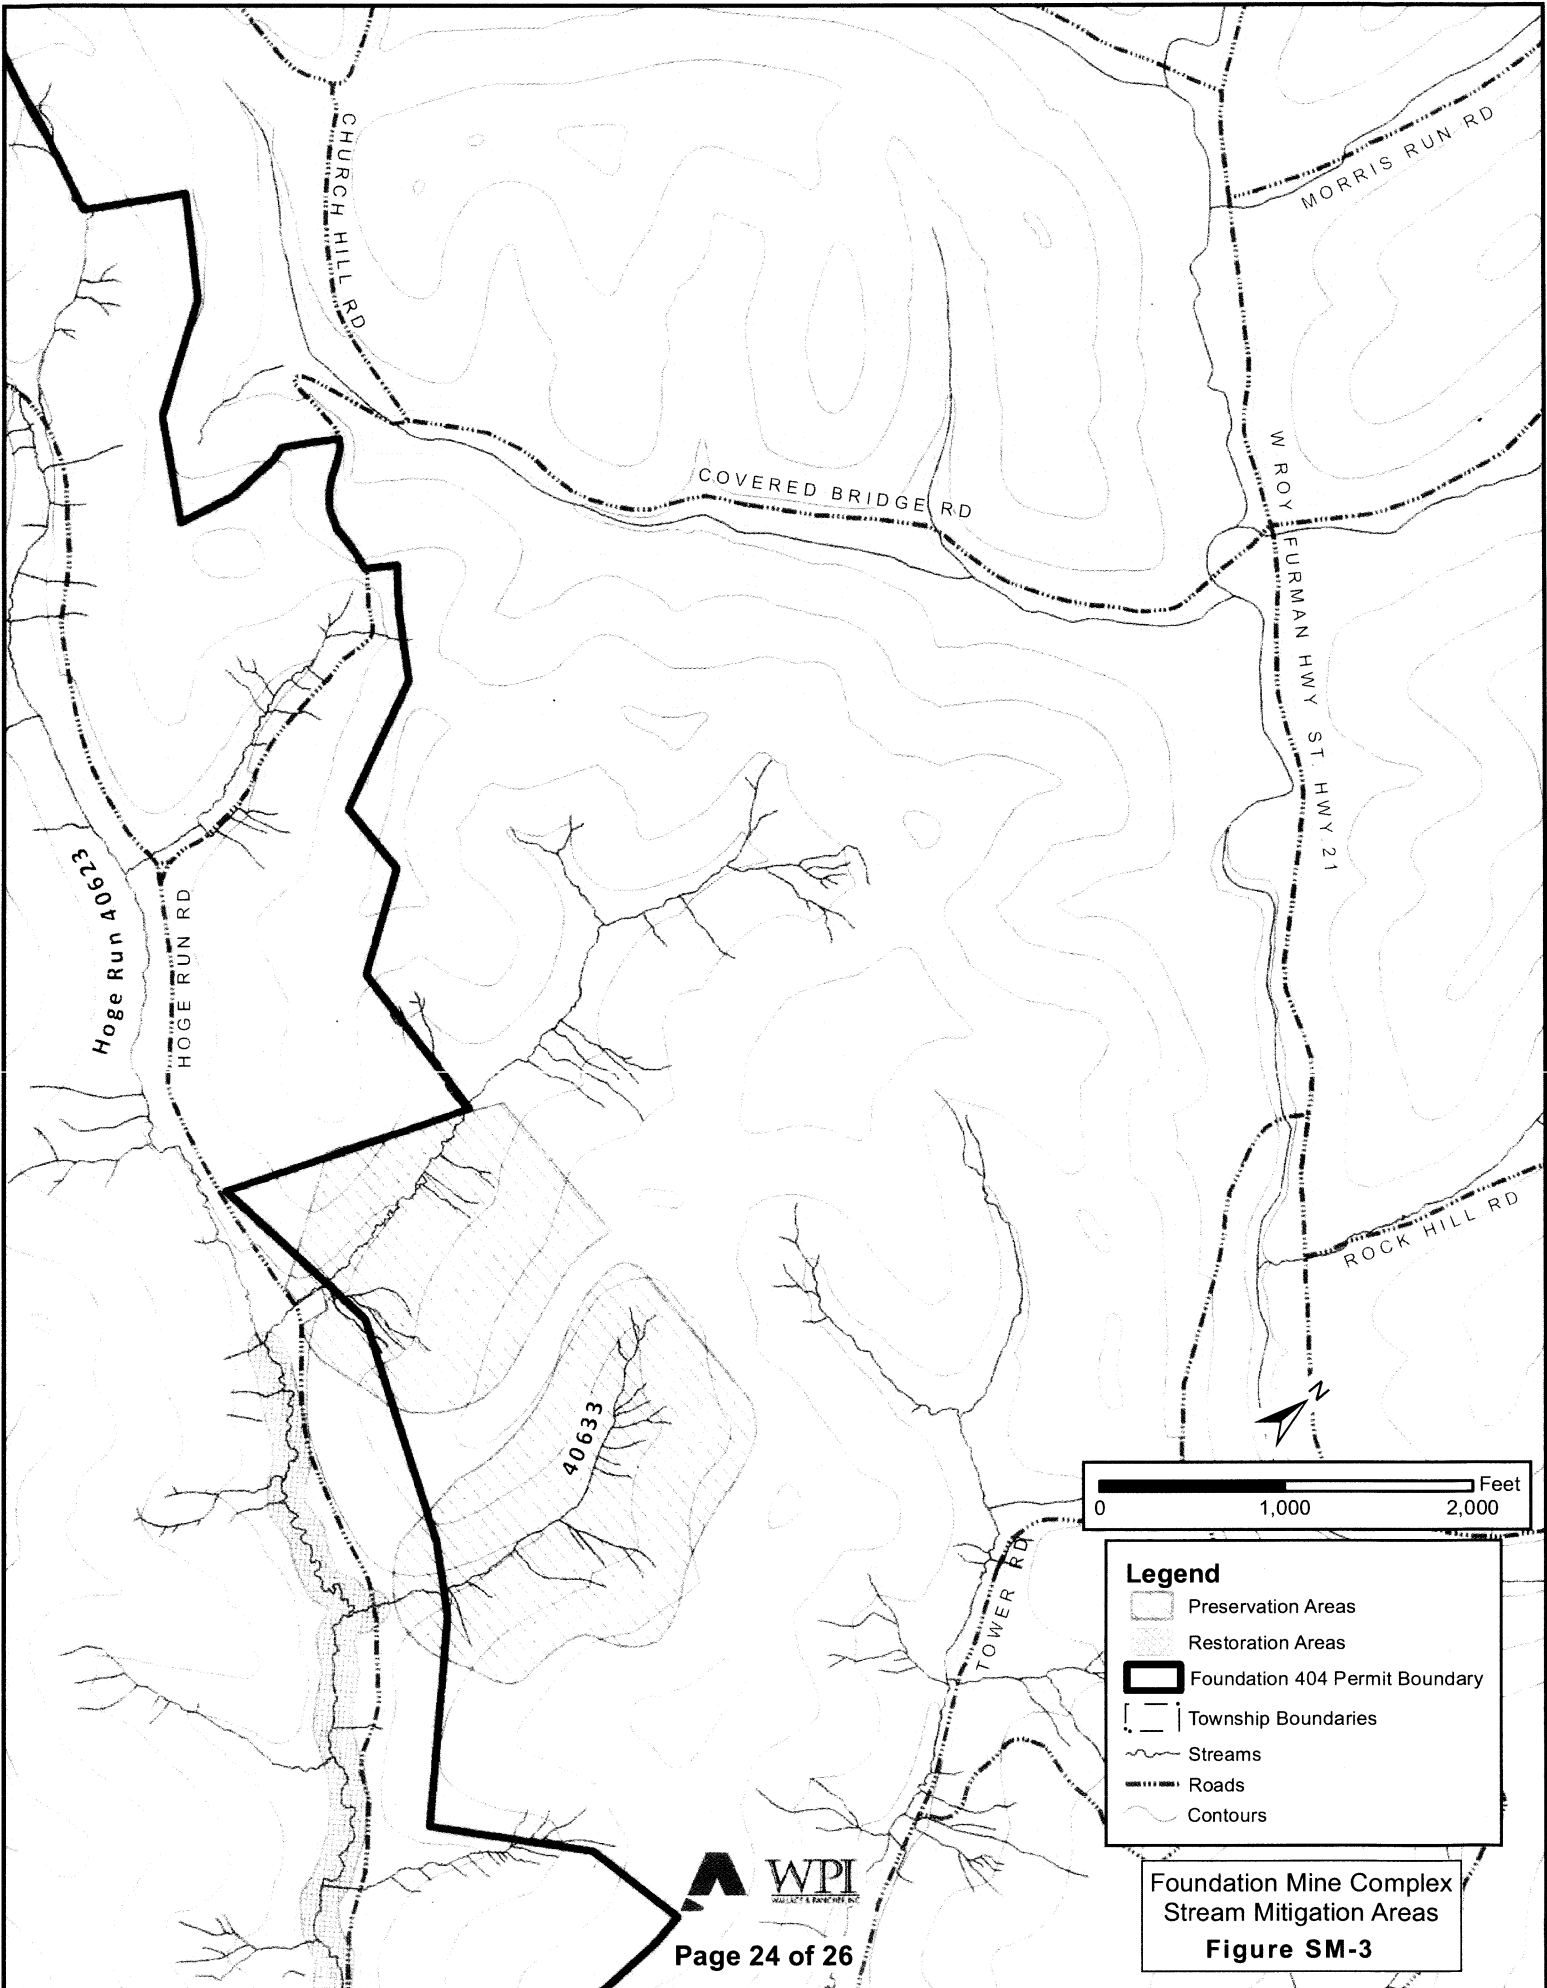 CHURCH HILL RD
MORRIS RUN RD
COVERED BRIDGE RD
W ROY FURMAN HWY ST. HWY 21
Hoge Run 40623
HOGE RUN RD
ROCK HILL RD
40633
N
Feet
0 1,000 2,000
TOWER RD
Legend
Preservation Areas
Restoration Areas
Foundation 404 Permit Boundary
Township Boundaries
Streams
Roads
Contours
WPI
Foundation Mine Complex
Stream Mitigation Areas
Figure SM-3
Page 24 of 26